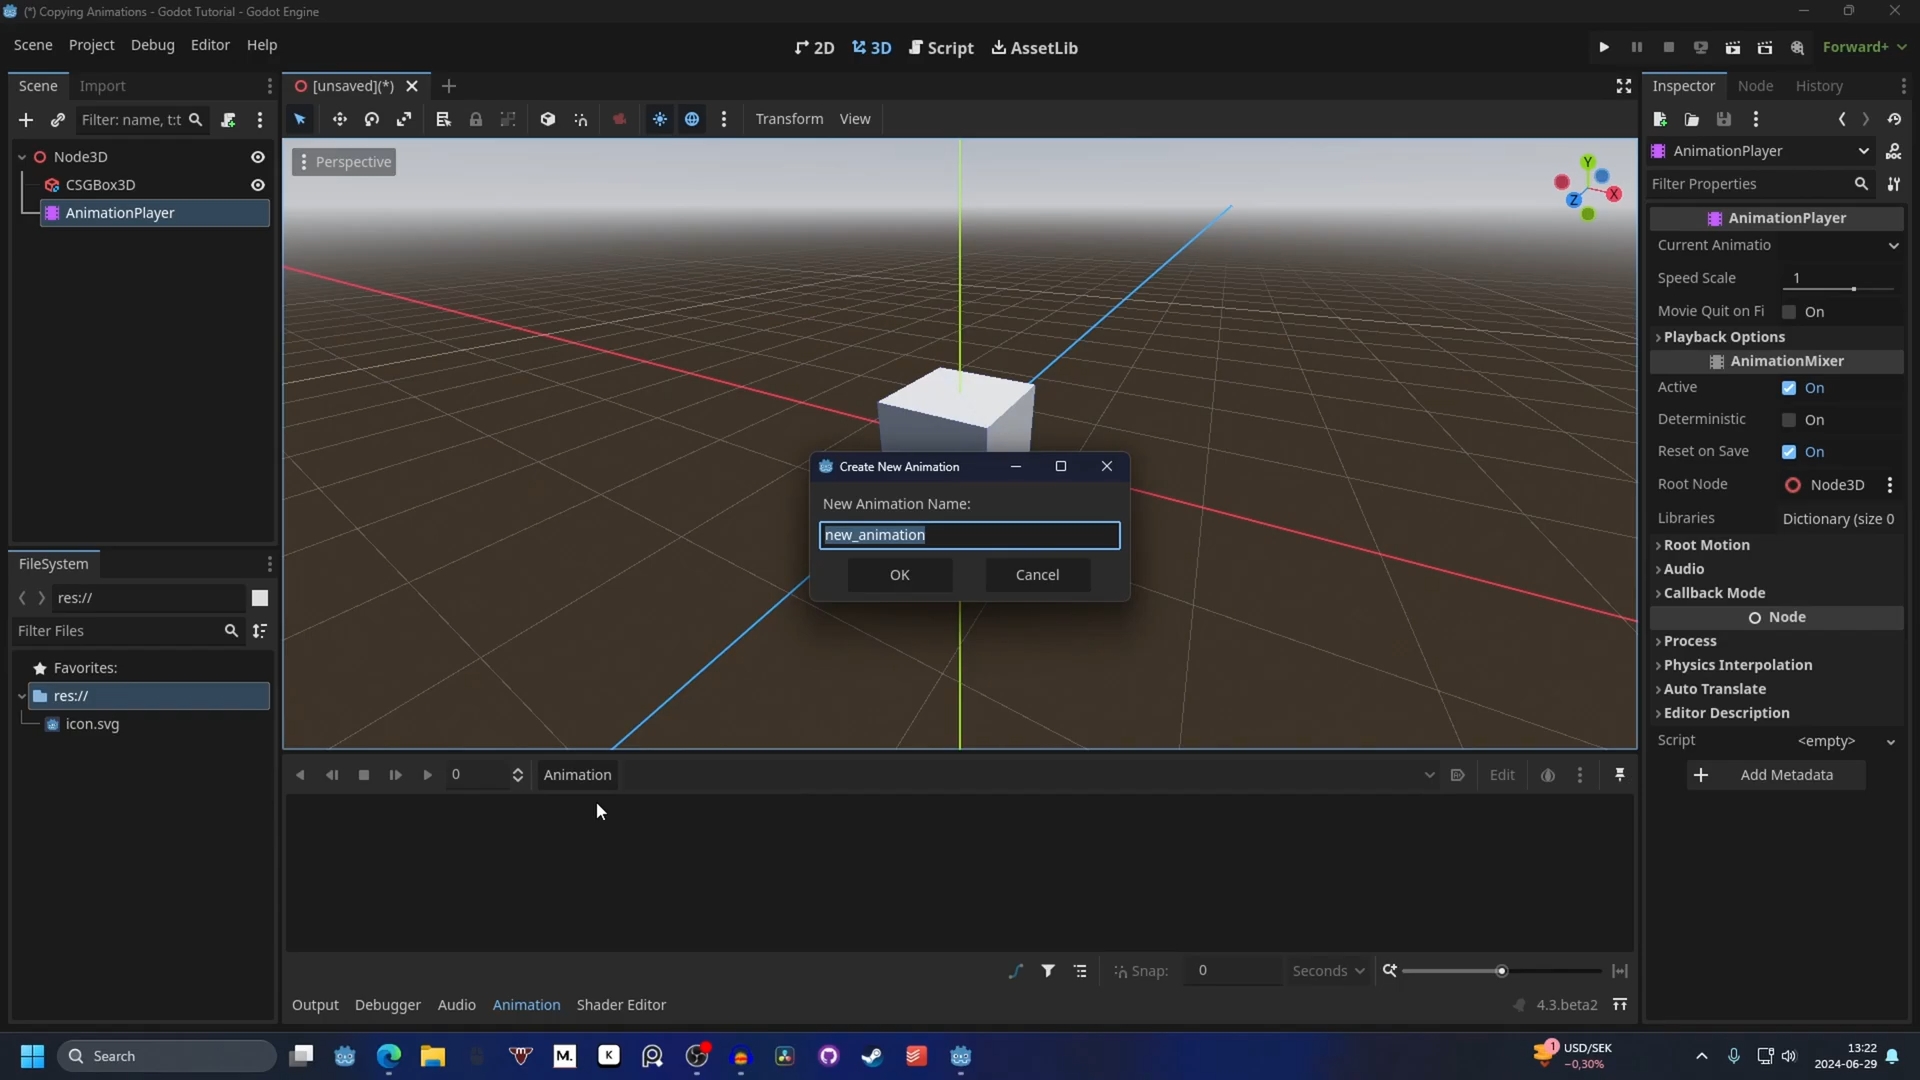 (*) Copying Animations - Godot Tutorial - Godot Engine
Scene Project Debug Editor Help
2D 3D Script AssetLib
Forward+
Scene Import
[unsaved](*)
Inspector Node History
Filter: name, t:t
Transform View
Node3D
CSGBox3D
AnimationPlayer
Perspective
Y
X
Z
AnimationPlayer
Filter Properties
AnimationPlayer
Current Animatio
Speed Scale 1
Movie Quit on Fi On
Playback Options
AnimationMixer
Active On
Deterministic On
Reset on Save On
Root Node Node3D
Libraries Dictionary (size 0
Root Motion
Audio
Callback Mode
Node
Process
Physics Interpolation
Auto Translate
Editor Description
Script <empty>
Add Metadata
Create New Animation
New Animation Name:
new_animation
OK Cancel
FileSystem
res://
Filter Files
Favorites:
res://
icon.svg
0 Animation Edit
Snap: 0 Seconds
Output Debugger Audio Animation Shader Editor
4.3.beta2
Search
M.
K
1
USD/SEK
-0,30%
13:22
2024-06-29